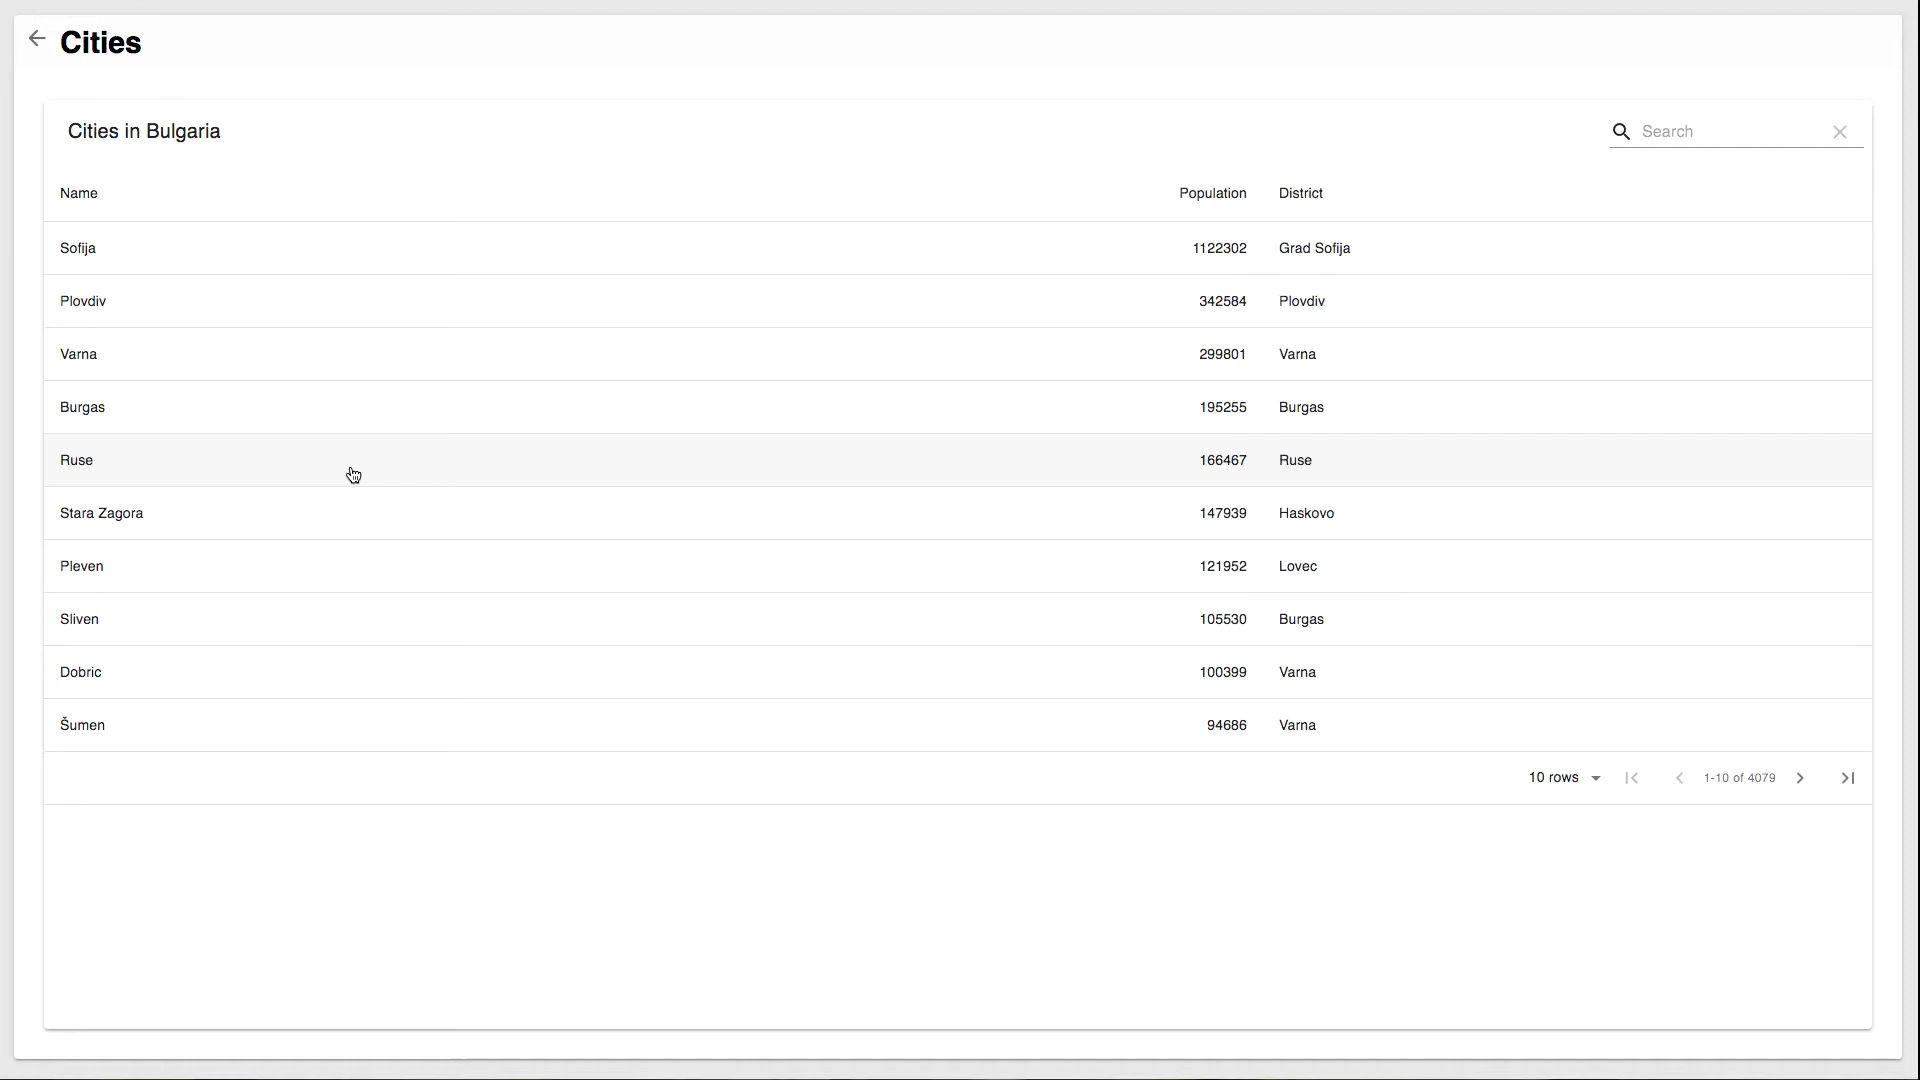 Cities
Cities in Bulgaria
Search
Name Population District
Sofija 1122302 Grad Sofija
Plovdiv 342584 Plovdiv
Varna 299801 Varna
Burgas 195255 Burgas
Ruse 166467 Ruse
Stara Zagora 147939 Haskovo
Pleven 121952 Lovec
Sliven 105530 Burgas
Dobric 100399 Varna
Šumen 94686 Varna
10 rows 1-10 of 4079